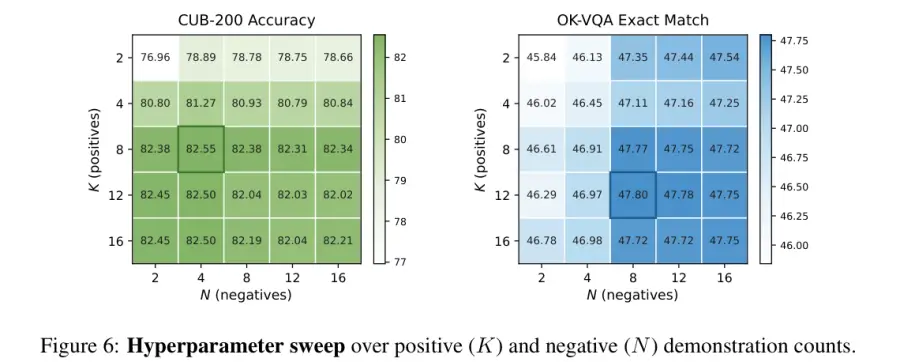 CUB-200 Accuracy
OK-VQA Exact Match
K (positives)
2 76.96 78.89 78.78 78.75 78.66
4 80.80 81.27 80.93 80.79 80.84
8 82.38 82.55 82.38 82.31 82.34
12 82.45 82.50 82.04 82.03 82.02
16 82.45 82.50 82.19 82.04 82.21
2 4 8 12 16
N (negatives)
82
81
80
79
78
77
K (positives)
2 45.84 46.13 47.35 47.44 47.54
4 46.02 46.45 47.11 47.16 47.25
8 46.61 46.91 47.77 47.75 47.72
12 46.29 46.97 47.80 47.78 47.75
16 46.78 46.98 47.72 47.72 47.75
2 4 8 12 16
N (negatives)
47.75
47.50
47.25
47.00
46.75
46.50
46.25
46.00
Figure 6: Hyperparameter sweep over positive (K) and negative (N) demonstration counts.